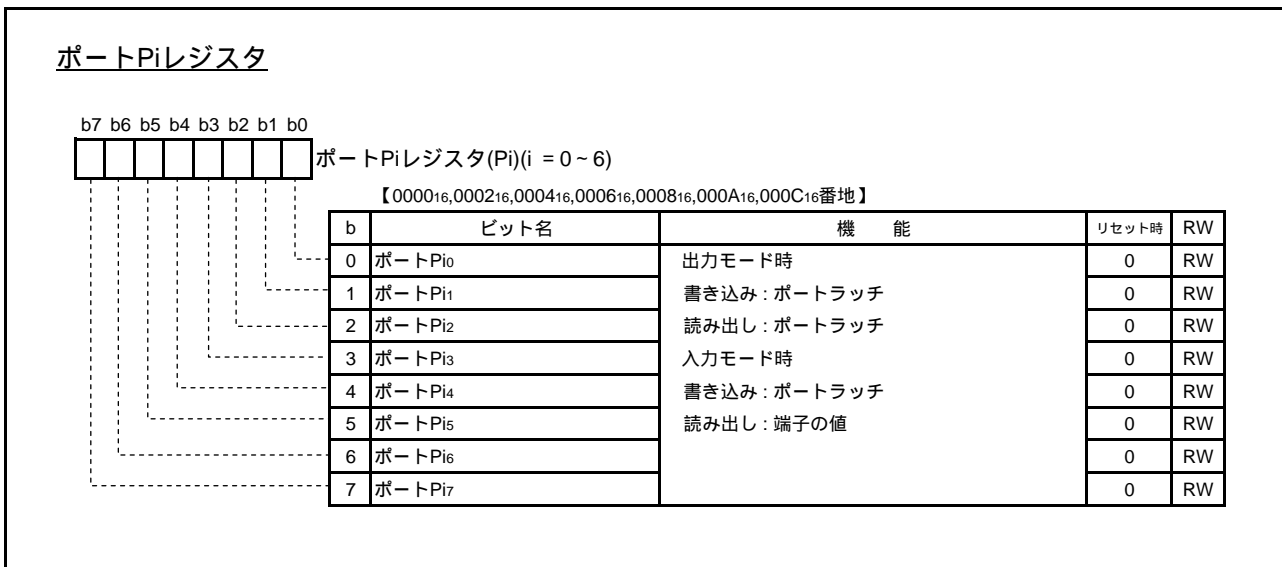 ポートPiレジスタ
b7 b6 b5 b4 b3 b2 b1 b0
ポートPiレジスタ(Pi)(i = 0 ~ 6)
【000016,000216,000416,000616,000816,000A16,000C16番地】
b ビット名 機 能 リセット時 RW
0 ポートPi0 出力モード時 0 RW
1 ポートPi1 書き込み : ポートラッチ 0 RW
2 ポートPi2 読み出し : ポートラッチ 0 RW
3 ポートPi3 入力モード時 0 RW
4 ポートPi4 書き込み : ポートラッチ 0 RW
5 ポートPi5 読み出し : 端子の値 0 RW
6 ポートPi6 0 RW
7 ポートPi7 0 RW